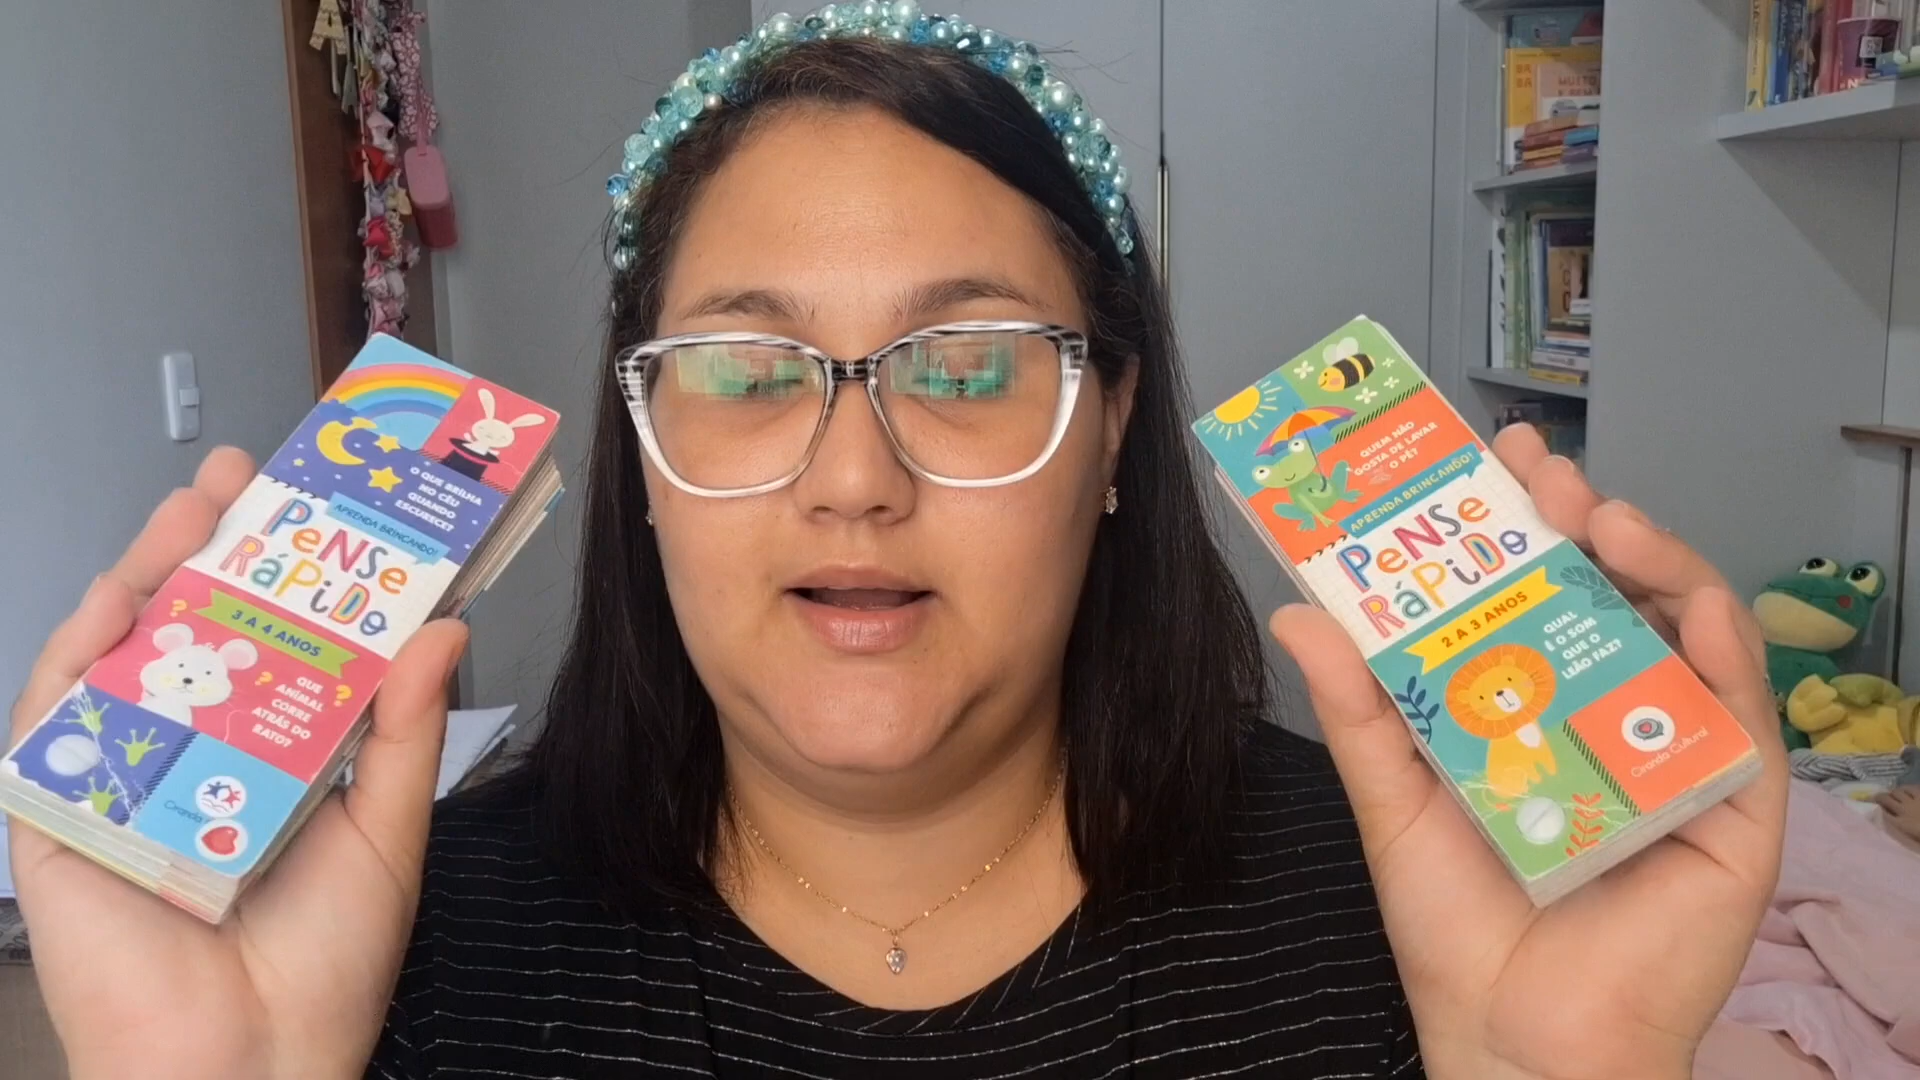 O QUE BRILHA
NO CÉU
QUANDO
ESCURECE?
APRENDA BRINCANDO!
PENSE
RÁPIDO
3 A 4 ANOS
QUE
ANIMAL
CORRE
ATRÁS DO
RATO?
Ciranda
QUEM NÃO
GOSTA DE LAVAR
O PÉ?
APRENDA BRINCANDO!
PENSE
RÁPIDO
2 A 3 ANOS
QUAL
É O SOM
QUE O
LEÃO FAZ?
Ciranda Cultural